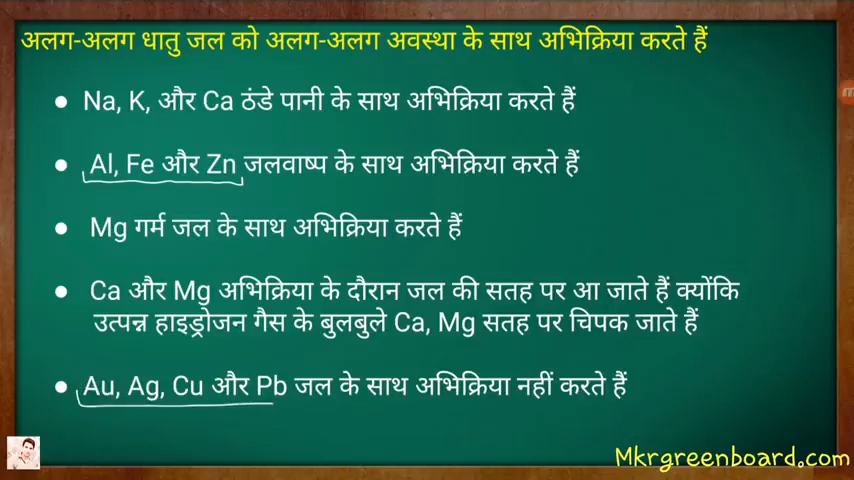 अलग-अलग धातु जल को अलग-अलग अवस्था के साथ अभिक्रिया करते हैं
● Na, K, और Ca ठंडे पानी के साथ अभिक्रिया करते हैं
● Al, Fe और Zn जलवाष्प के साथ अभिक्रिया करते हैं
● Mg गर्म जल के साथ अभिक्रिया करते हैं
● Ca और Mg अभिक्रिया के दौरान जल की सतह पर आ जाते हैं क्योंकि
उत्पन्न हाइड्रोजन गैस के बुलबुले Ca, Mg सतह पर चिपक जाते हैं
● Au, Ag, Cu और Pb जल के साथ अभिक्रिया नहीं करते हैं
Mkrgreenboard.com